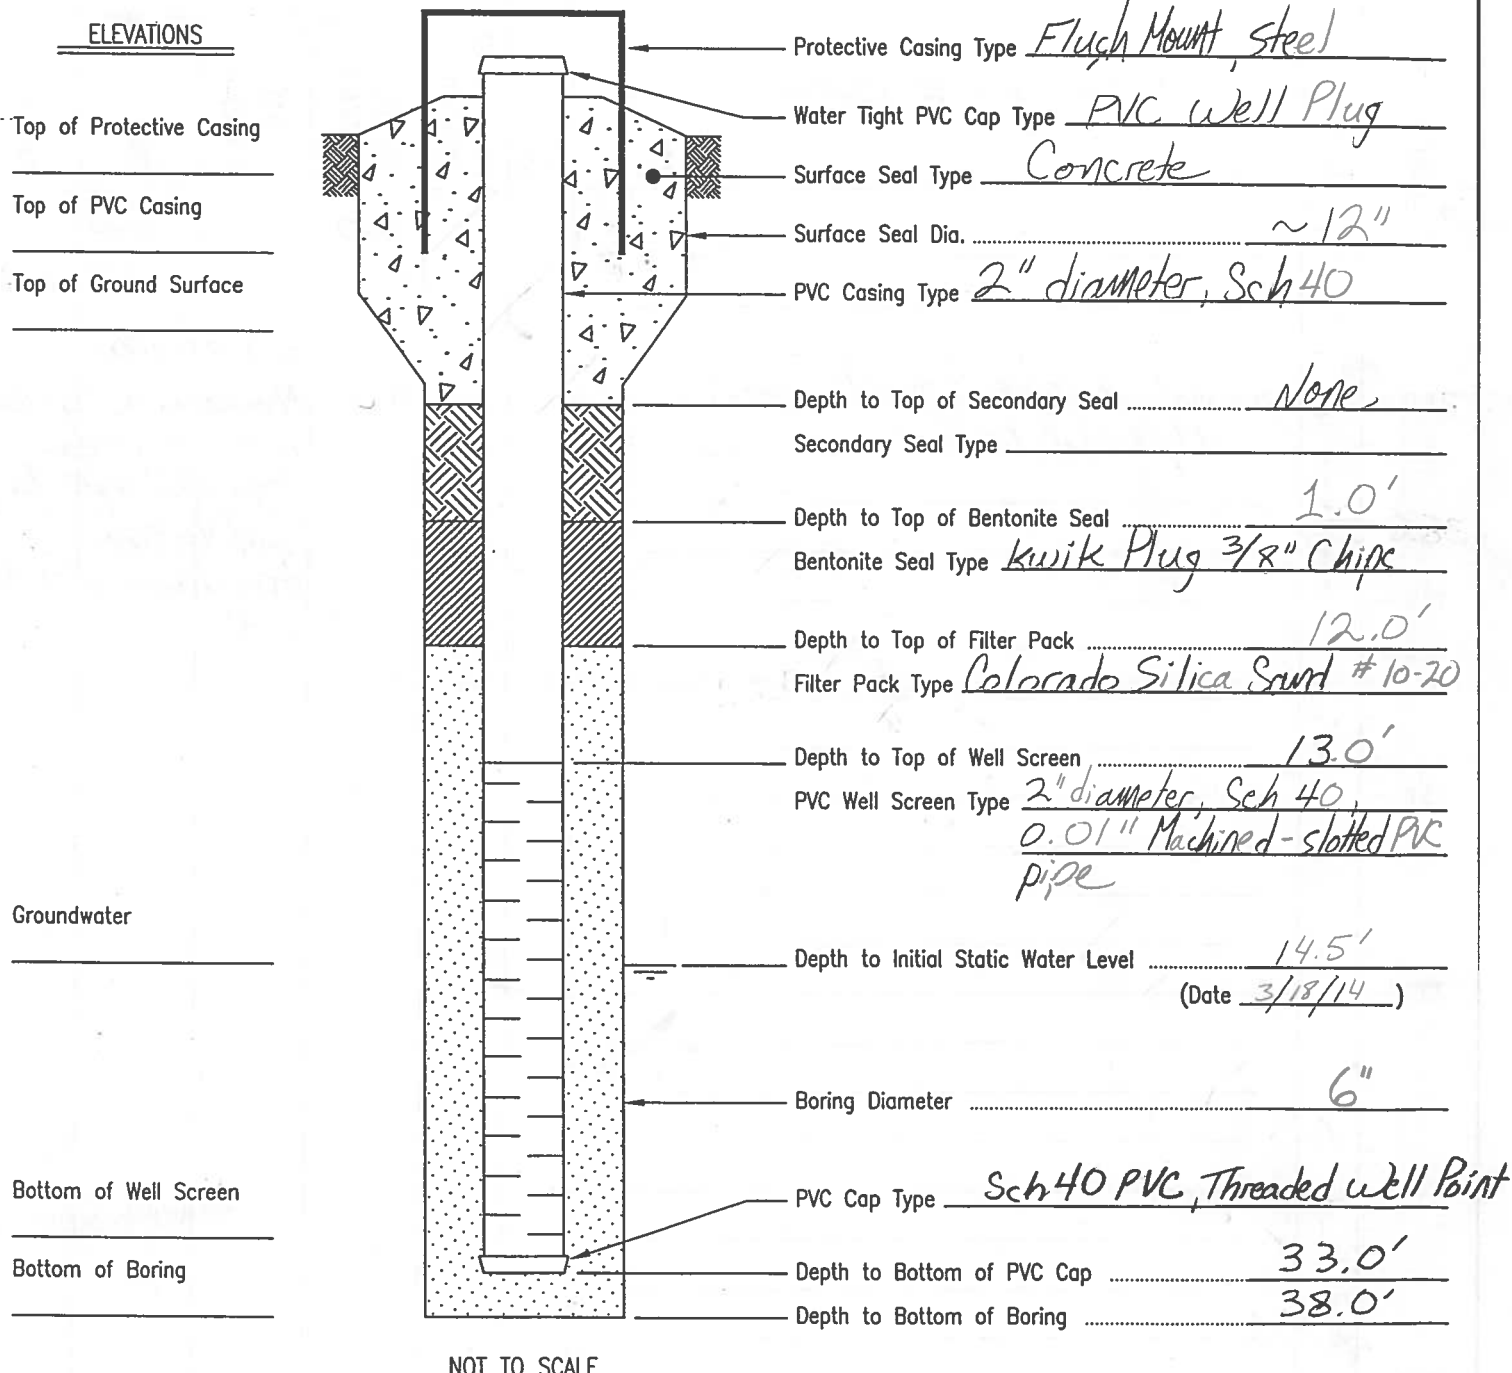 ELEVATIONS
Top of Protective Casing
Top of PVC Casing
Top of Ground Surface
Groundwater
Bottom of Well Screen
Bottom of Boring
Protective Casing Type Flush Mount, Steel
Water Tight PVC Cap Type PVC Well Plug
Surface Seal Type Concrete
Surface Seal Dia. ~12"
PVC Casing Type 2" diameter, Sch 40
Depth to Top of Secondary Seal None
Secondary Seal Type
Depth to Top of Bentonite Seal 1.0'
Bentonite Seal Type Kwik Plug 3/8" Chips
Depth to Top of Filter Pack 12.0'
Filter Pack Type Colorado Silica Sand #10-20
Depth to Top of Well Screen 13.0'
PVC Well Screen Type 2" diameter, Sch 40,
0.01" Machined-slotted PVC
pipe
Depth to Initial Static Water Level 14.5'
(Date 3/18/14)
Boring Diameter 6"
PVC Cap Type Sch 40 PVC, Threaded Well Point
Depth to Bottom of PVC Cap 33.0'
Depth to Bottom of Boring 38.0'
NOT TO SCALE